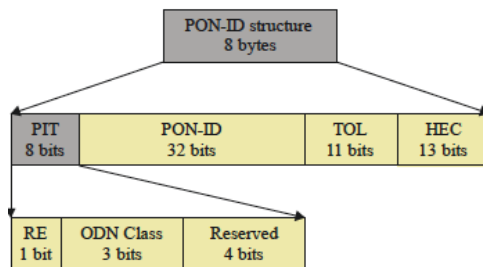 PON-ID structure
8 bytes
PIT
8 bits
PON-ID
32 bits
TOL
11 bits
HEC
13 bits
RE
1 bit
ODN Class
3 bits
Reserved
4 bits